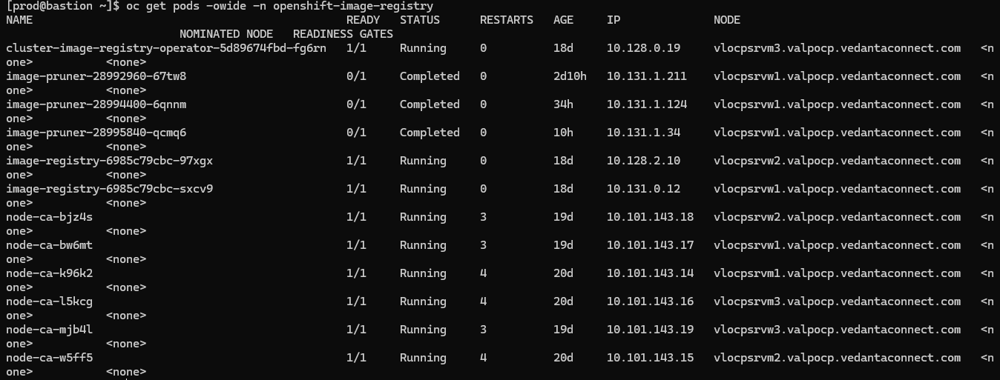 [prod@bastion ~]$ oc get pods -owide -n openshift-image-registry
NAME                                               READY   STATUS      RESTARTS   AGE     IP              NODE
                          NOMINATED NODE   READINESS GATES
cluster-image-registry-operator-5d89674fbd-fg6rn   1/1     Running     0          18d     10.128.0.19     vlocpsrvm3.valpocp.vedantaconnect.com   <n
one>           <none>
image-pruner-28992960-67tw8                        0/1     Completed   0          2d10h   10.131.1.211    vlocpsrvw1.valpocp.vedantaconnect.com   <n
one>           <none>
image-pruner-28994400-6qnnm                        0/1     Completed   0          34h     10.131.1.124    vlocpsrvw1.valpocp.vedantaconnect.com   <n
one>           <none>
image-pruner-28995840-qcmq6                        0/1     Completed   0          10h     10.131.1.34     vlocpsrvw1.valpocp.vedantaconnect.com   <n
one>           <none>
image-registry-6985c79cbc-97xgx                    1/1     Running     0          18d     10.128.2.10     vlocpsrvw2.valpocp.vedantaconnect.com   <n
one>           <none>
image-registry-6985c79cbc-sxcv9                    1/1     Running     0          18d     10.131.0.12     vlocpsrvw1.valpocp.vedantaconnect.com   <n
one>           <none>
node-ca-bjz4s                                      1/1     Running     3          19d     10.101.143.18   vlocpsrvw2.valpocp.vedantaconnect.com   <n
one>           <none>
node-ca-bw6mt                                      1/1     Running     3          19d     10.101.143.17   vlocpsrvw1.valpocp.vedantaconnect.com   <n
one>           <none>
node-ca-k96k2                                      1/1     Running     4          20d     10.101.143.14   vlocpsrvm1.valpocp.vedantaconnect.com   <n
one>           <none>
node-ca-l5kcg                                      1/1     Running     4          20d     10.101.143.16   vlocpsrvm3.valpocp.vedantaconnect.com   <n
one>           <none>
node-ca-mjb4l                                      1/1     Running     3          19d     10.101.143.19   vlocpsrvw3.valpocp.vedantaconnect.com   <n
one>           <none>
node-ca-w5ff5                                      1/1     Running     4          20d     10.101.143.15   vlocpsrvm2.valpocp.vedantaconnect.com   <n
one>           <none>